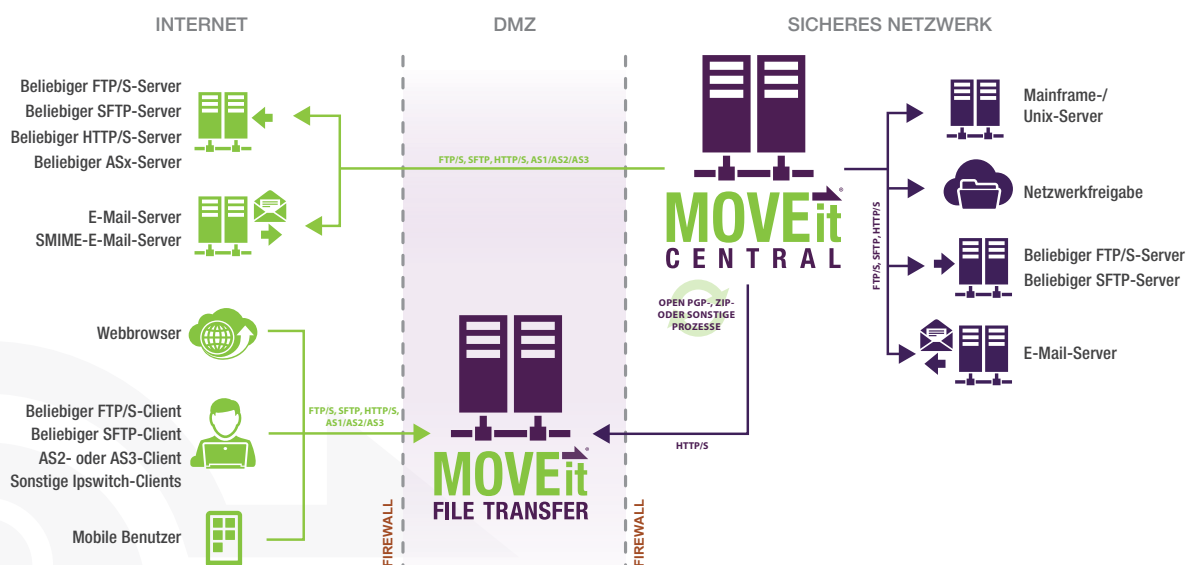 INTERNET
DMZ
SICHERES NETZWERK
Beliebiger FTP/S-Server
Beliebiger SFTP-Server
Beliebiger HTTP/S-Server
Beliebiger ASx-Server
E-Mail-Server
SMIME-E-Mail-Server
Webbrowser
Beliebiger FTP/S-Client
Beliebiger SFTP-Client
AS2- oder AS3-Client
Sonstige Ipswitch-Clients
Mobile Benutzer
FTP/S, SFTP, HTTP/S, AS1/AS2/AS3
FTP/S, SFTP, HTTP/S,
AS1/AS2/AS3
FIREWALL
MOVEit®
FILE TRANSFER
FIREWALL
MOVEit®
CENTRAL
OPEN PGP-, ZIP-
ODER SONSTIGE
PROZESSE
HTTP/S
FTP/S, SFTP, HTTP/S
Mainframe-/
Unix-Server
Netzwerkfreigabe
Beliebiger FTP/S-Server
Beliebiger SFTP-Server
E-Mail-Server